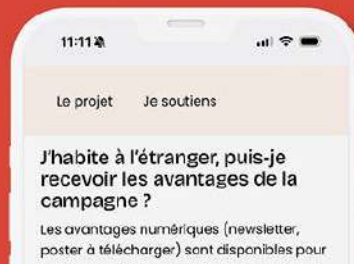 11:11
Le projet Je soutiens
J'habite à l'étranger, puis-je
recevoir les avantages de la
campagne ?
Les avantages numériques (newsletter,
poster à télécharger) sont disponibles pour